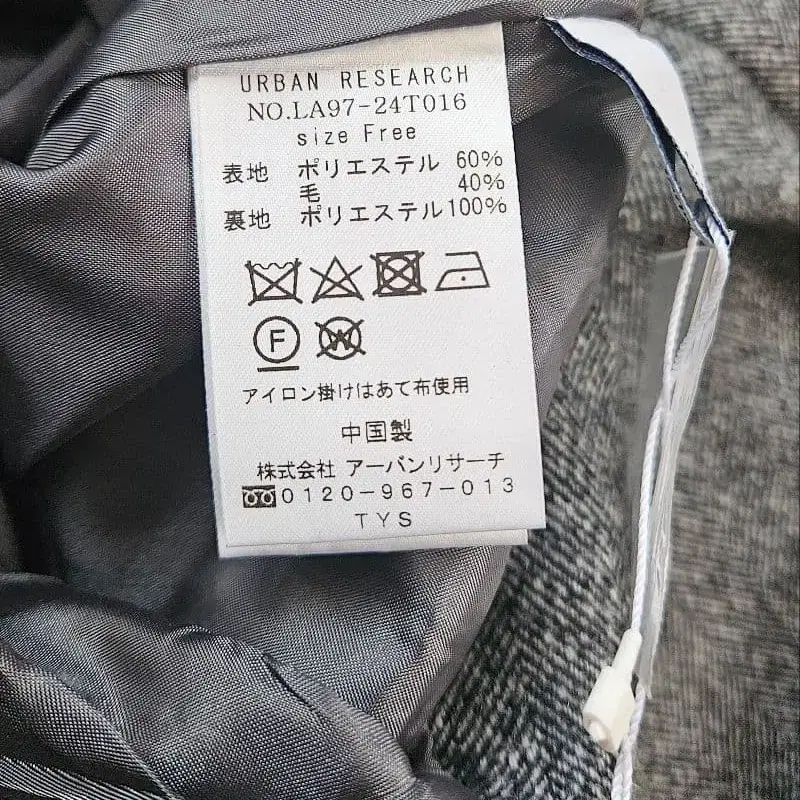 URBAN RESEARCH
NO.LA97-24T016
size Free
表地 ポリエステル 60%
毛 40%
裏地 ポリエステル100%
F W
アイロン掛けはあて布使用
中国製
株式会社 アーバンリサーチ
0120-967-013
TYS